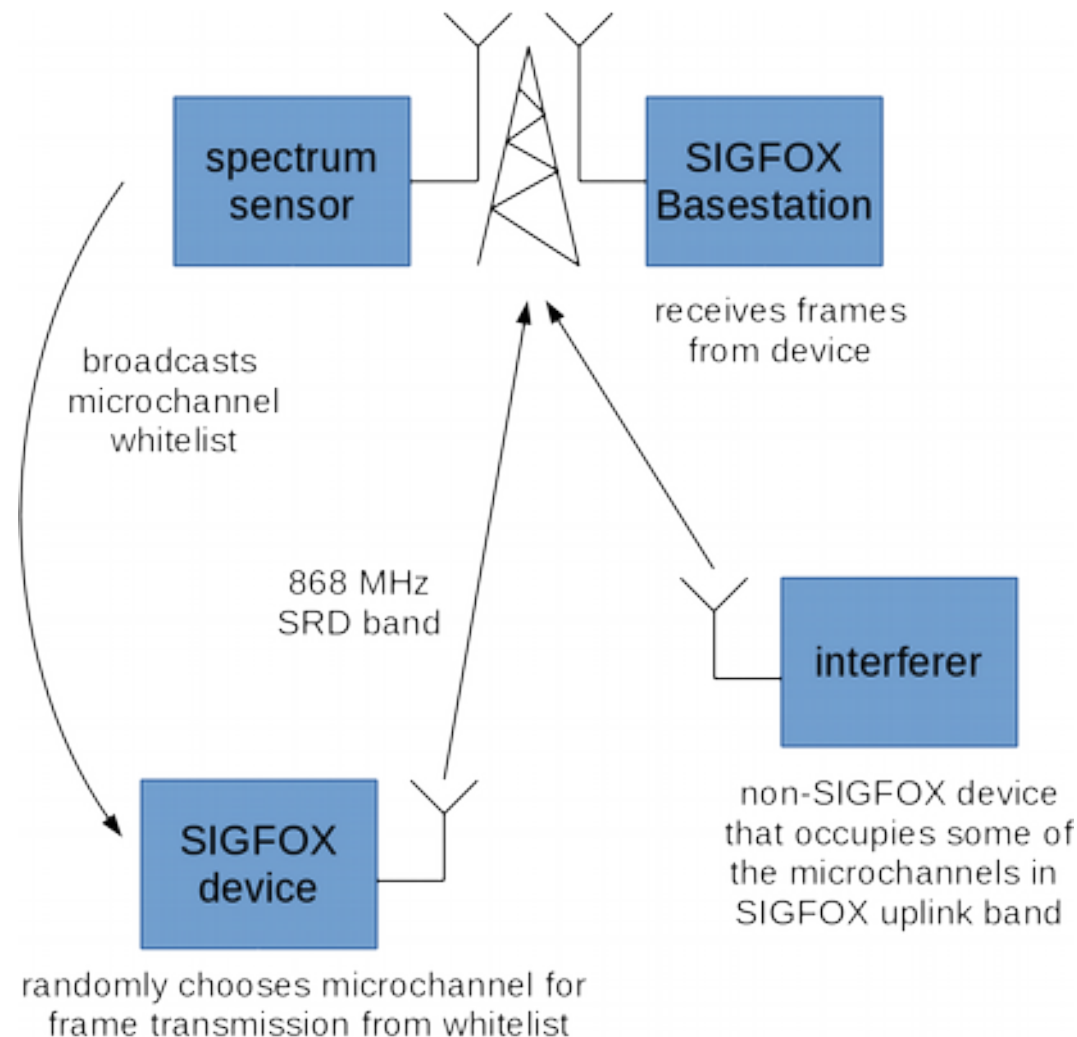 spectrum
sensor
SIGFOX
Basestation
receives frames
from device
broadcasts
microchannel
whitelist
868 MHz
SRD band
interferer
non-SIGFOX device
that occupies some of
the microchannels in
SIGFOX uplink band
SIGFOX
device
randomly chooses microchannel for
frame transmission from whitelist